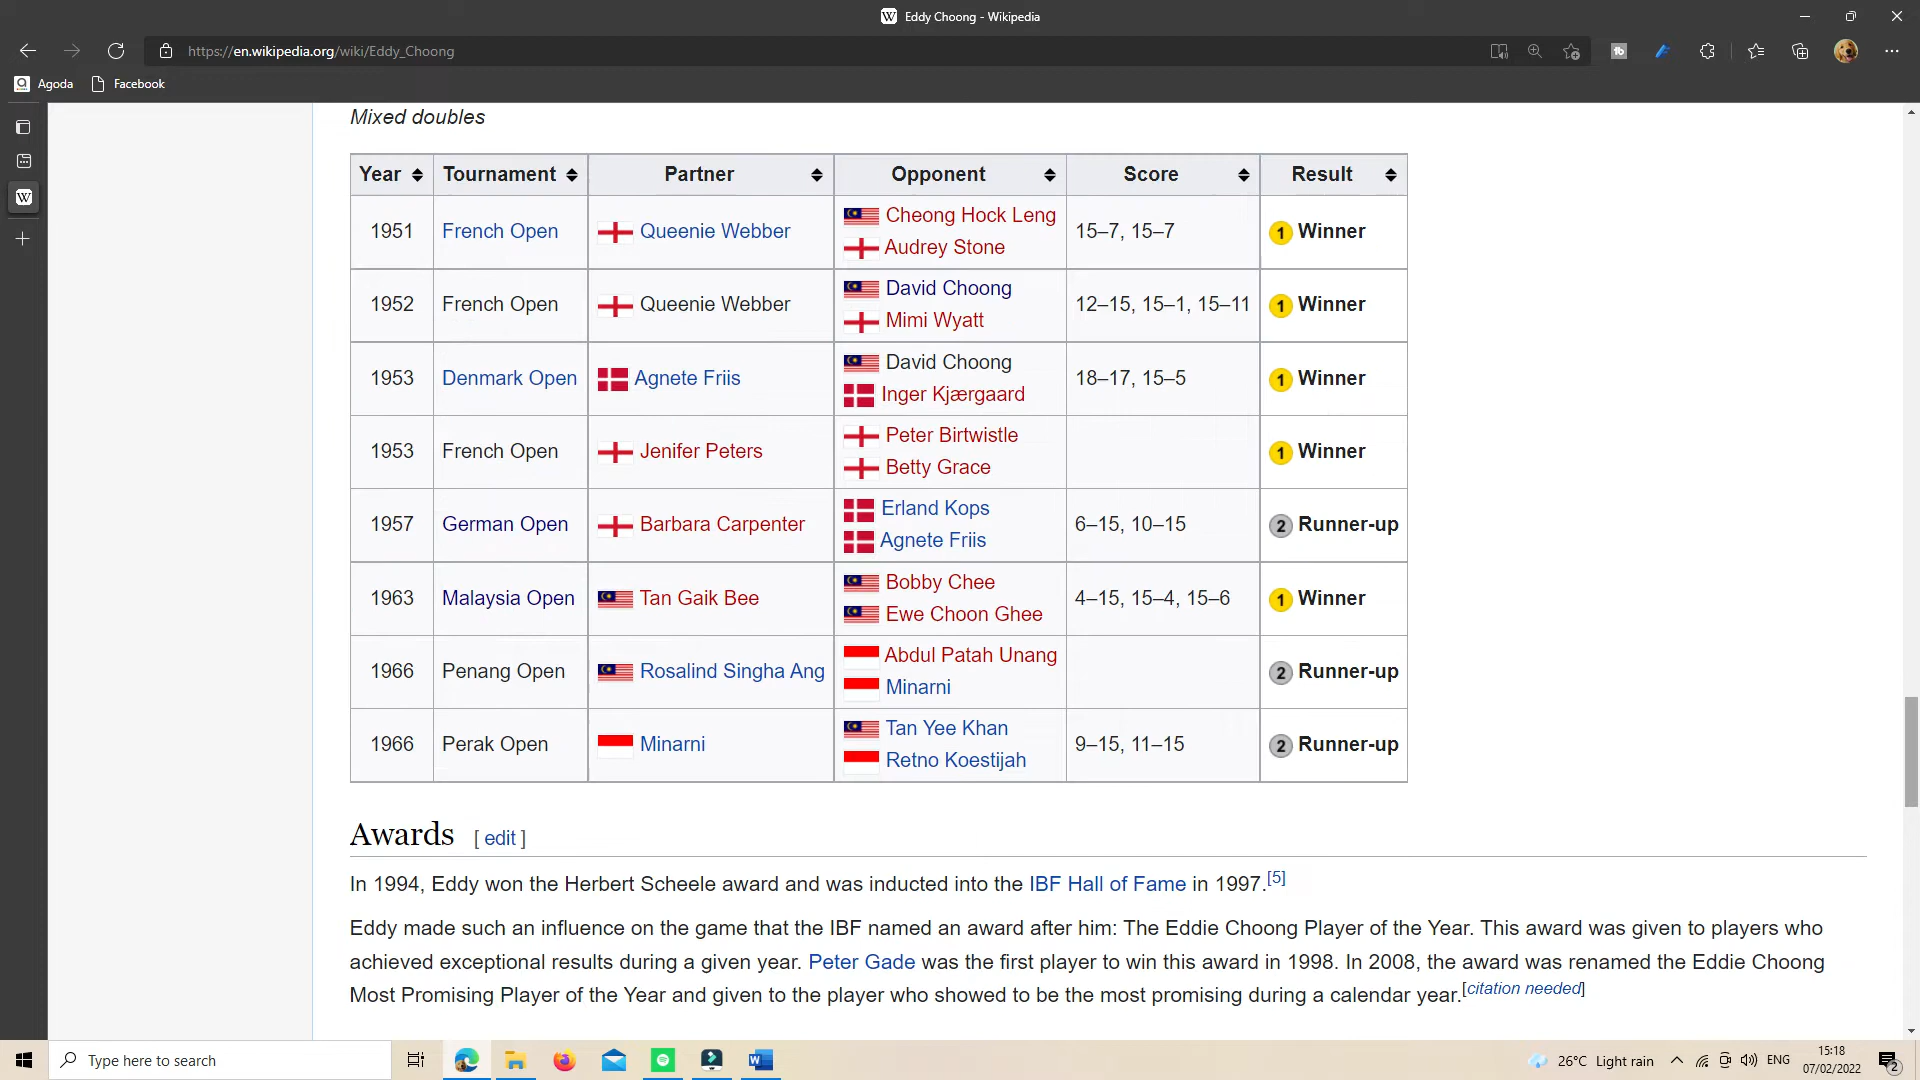 Eddy Choong - Wikipedia
https://en.wikipedia.org/wiki/Eddy_Choong
Agoda Facebook
Mixed doubles
Year Tournament Partner Opponent Score Result
1951 French Open Queenie Webber Cheong Hock Leng 15–7, 15–7 1 Winner
Audrey Stone
1952 French Open Queenie Webber David Choong 12–15, 15–1, 15–11 1 Winner
Mimi Wyatt
1953 Denmark Open Agnete Friis David Choong 18–17, 15–5 1 Winner
Inger Kjærgaard
1953 French Open Jenifer Peters Peter Birtwistle 1 Winner
Betty Grace
1957 German Open Barbara Carpenter Erland Kops 6–15, 10–15 2 Runner-up
Agnete Friis
1963 Malaysia Open Tan Gaik Bee Bobby Chee 4–15, 15–4, 15–6 1 Winner
Ewe Choon Ghee
1966 Penang Open Rosalind Singha Ang Abdul Patah Unang 2 Runner-up
Minarni
1966 Perak Open Minarni Tan Yee Khan 9–15, 11–15 2 Runner-up
Retno Koestijah
Awards [ edit ]
In 1994, Eddy won the Herbert Scheele award and was inducted into the IBF Hall of Fame in 1997.[5]
Eddy made such an influence on the game that the IBF named an award after him: The Eddie Choong Player of the Year. This award was given to players who
achieved exceptional results during a given year. Peter Gade was the first player to win this award in 1998. In 2008, the award was renamed the Eddie Choong
Most Promising Player of the Year and given to the player who showed to be the most promising during a calendar year.[citation needed]
Type here to search 26°C Light rain ENG 15:18
07/02/2022 2